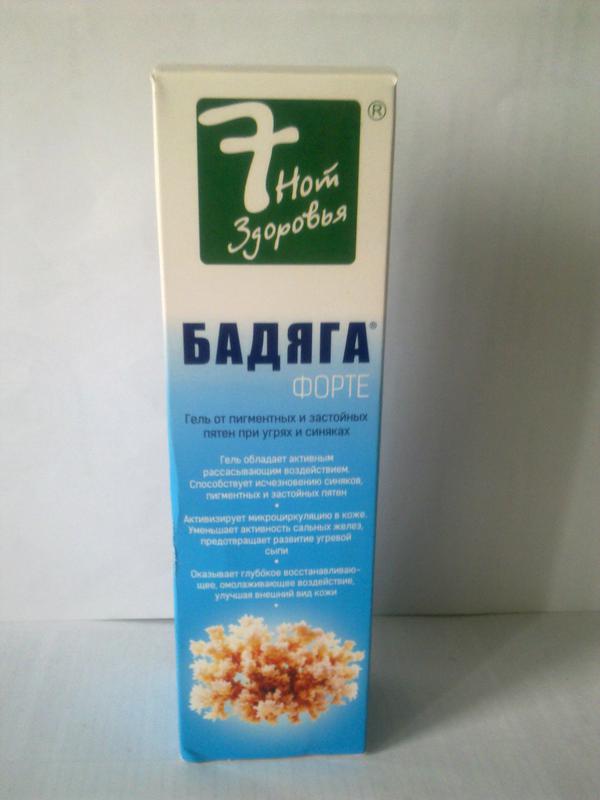 7
Нот
Здоровья
®
БАДЯГА®
ФОРТЕ
Гель от пигментных и застойных
пятен при угрях и синяках
Гель обладает активным
рассасывающим воздействием.
Способствует исчезновению синяков,
пигментных и застойных пятен
•
Активизирует микроциркуляцию в коже.
Уменьшает активность сальных желез,
предотвращает развитие угревой
сыпи
•
Оказывает глубокое восстанавливаю-
щее, омолаживающее воздействие,
улучшая внешний вид кожи
•